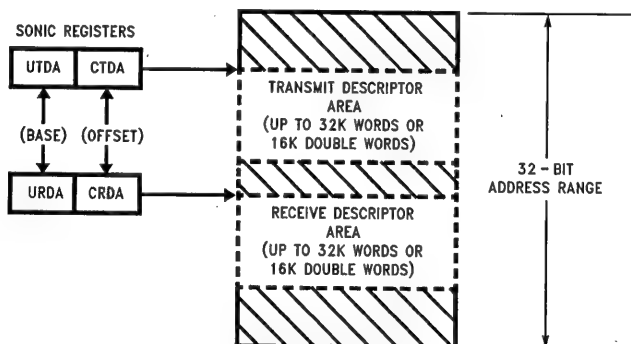 SONIC REGISTERS
UTDA CTDA
(BASE) (OFFSET)
URDA CRDA
TRANSMIT DESCRIPTOR
AREA
(UP TO 32K WORDS OR
16K DOUBLE WORDS)
RECEIVE DESCRIPTOR
AREA
(UP TO 32K WORDS OR
16K DOUBLE WORDS)
32-BIT
ADDRESS RANGE